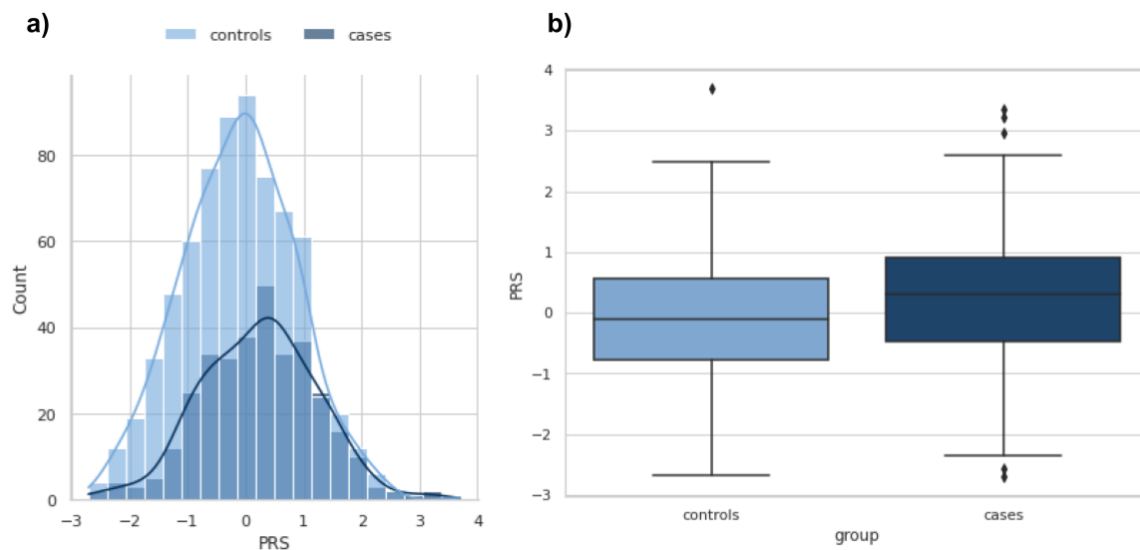 a)
controls cases
Count
80
60
40
20
0
−3 −2 −1 0 1 2 3 4
PRS
b)
PRS
4
3
2
1
0
−1
−2
−3
controls cases
group